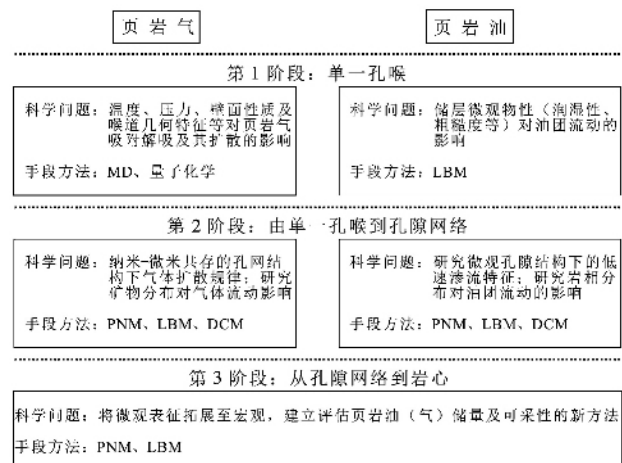 页岩气
页岩油
第1阶段：单一孔喉
科学问题：温度、压力、壁面性质及
喉道几何特征等对页岩气
吸附解吸及其扩散的影响
手段方法：MD、量子化学
科学问题：储层微观物性（润湿性、
粗糙度等）对油团流动的
影响
手段方法：LBM
第2阶段：由单一孔喉到孔隙网络
科学问题：纳米-微米共存的孔网结
构下气体扩散规律；研究
矿物分布对气体流动影响
手段方法：PNM、LBM、DCM
科学问题：研究微观孔隙结构下的低
速渗流特征；研究岩相分
布对油团流动的影响
手段方法：PNM、LBM、DCM
第3阶段：从孔隙网络到岩心
科学问题：将微观表征拓展至宏观，建立评估页岩油（气）储量及可采性的新方法
手段方法：PNM、LBM